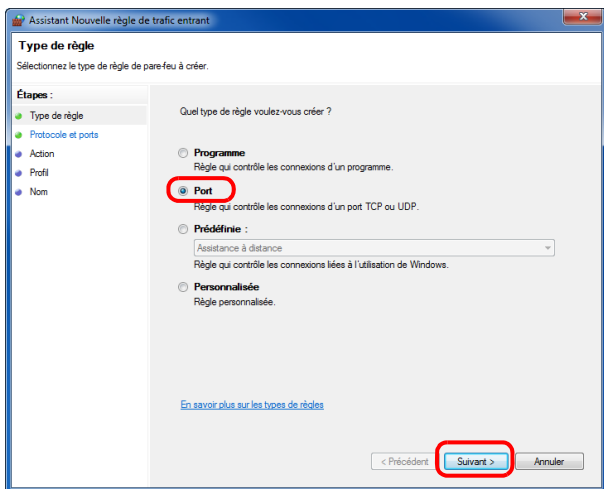 Assistant Nouvelle règle de trafic entrant
Type de règle
Sélectionnez le type de règle de pare-feu à créer.
Étapes :
Type de règle
Protocole et ports
Action
Profil
Nom
Quel type de règle voulez-vous créer ?
Programme
Règle qui contrôle les connexions d'un programme.
Port
Règle qui contrôle les connexions d'un port TCP ou UDP.
Prédéfinie :
Assistance à distance
Règle qui contrôle les connexions liées à l'utilisation de Windows.
Personnalisée
Règle personnalisée.
En savoir plus sur les types de règles
< Précédent
Suivant >
Annuler